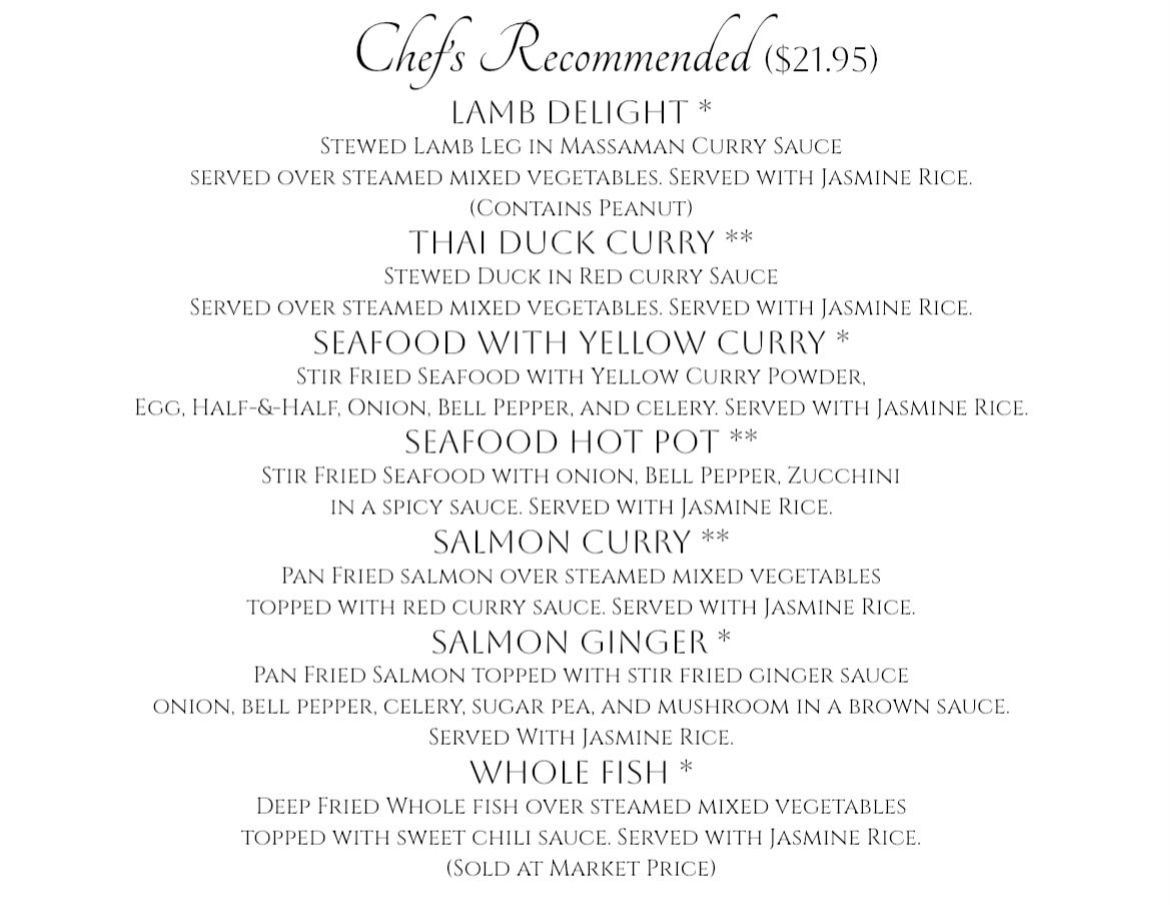 Chef's Recommended ($21.95)
LAMB DELIGHT *
Stewed Lamb Leg in Massaman Curry Sauce
served over steamed mixed vegetables. Served with Jasmine Rice.
(Contains Peanut)
THAI DUCK CURRY **
Stewed Duck in Red curry Sauce
Served over steamed mixed vegetables. Served with Jasmine Rice.
SEAFOOD WITH YELLOW CURRY *
Stir Fried Seafood with Yellow Curry Powder,
Egg, Half-&-Half, Onion, Bell Pepper, and celery. Served with Jasmine Rice.
SEAFOOD HOT POT **
Stir Fried Seafood with onion, Bell Pepper, Zucchini
in a spicy sauce. Served with Jasmine Rice.
SALMON CURRY **
Pan Fried salmon over steamed mixed vegetables
topped with red curry sauce. Served with Jasmine Rice.
SALMON GINGER *
Pan Fried Salmon topped with stir fried ginger sauce
onion, bell pepper, celery, sugar pea, and mushroom in a brown sauce.
Served With Jasmine Rice.
WHOLE FISH *
Deep Fried Whole fish over steamed mixed vegetables
topped with sweet chili sauce. Served with Jasmine Rice.
(Sold at Market Price)